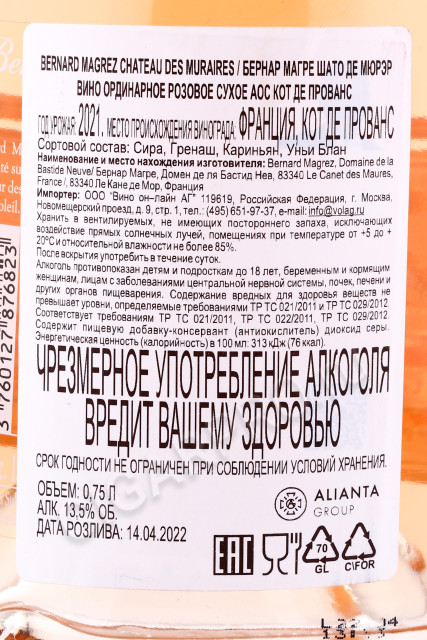 BERNARD MAGREZ CHATEAU DES MURAIRES / БЕРНАР МАГРЕ ШАТО ДЕ МЮРЭР
ВИНО ОРДИНАРНОЕ РОЗОВОЕ СУХОЕ АОС КОТ ДЕ ПРОВАНС
ГОД УРОЖАЯ: 2021. МЕСТО ПРОИСХОЖДЕНИЯ ВИНОГРАДА: ФРАНЦИЯ, КОТ ДЕ ПРОВАНС
Сортовой состав: Сира, Гренаш, Кариньян, Уньи Блан
Наименование и место нахождения изготовителя: Bernard Magrez, Domaine de la
Bastide Neuve/ Бернар Магре, Домен де ля Бастид Нев, 83340 Le Canet des Maures,
France /, 83340 Ле Кане де Мор, Франция
Импортер: ООО "Вино он–лайн АГ" 119619, Российская Федерация, г. Москва,
Новомещерский проезд, д. 9, стр. 1, тел.: (495) 651-97-37, e-mail: info@volag.ru
Хранить в вентилируемых, не имеющих постороннего запаха, исключающих
воздействие прямых солнечных лучей, помещениях при температуре от +5 до +
20°С и относительной влажности не более 85%.
После вскрытия употребить в течение суток.
Алкоголь противопоказан детям и подросткам до 18 лет, беременным и кормящим
женщинам, лицам с заболеваниями центральной нервной системы, почек, печени и
других органов пищеварения. Содержание вредных для здоровья веществ не
превышает уровни, определяемые требованиями ТР ТС 021/2011, ТР ТС 029/2012.
Соответствует требованиям ТР ТС 021/2011, ТР ТС 022/2011, ТР ТС 029/2012.
Содержит пищевую добавку-консервант (антиокислитель) диоксид серы.
Энергетическая ценность (калорийность) в 100 мл: 313 кДж (76 ккал).
ЧРЕЗМЕРНОЕ УПОТРЕБЛЕНИЕ АЛКОГОЛЯ
ВРЕДИТ ВАШЕМУ ЗДОРОВЬЮ
СРОК ГОДНОСТИ НЕ ОГРАНИЧЕН ПРИ СОБЛЮДЕНИИ УСЛОВИЙ ХРАНЕНИЯ.
ОБЪЕМ: 0,75 Л
АЛК. 13.5% ОБ.
ДАТА РОЗЛИВА: 14.04.2022
ALIANTA
GROUP
EAC
70
GL
C\FOR
3 760127 876873